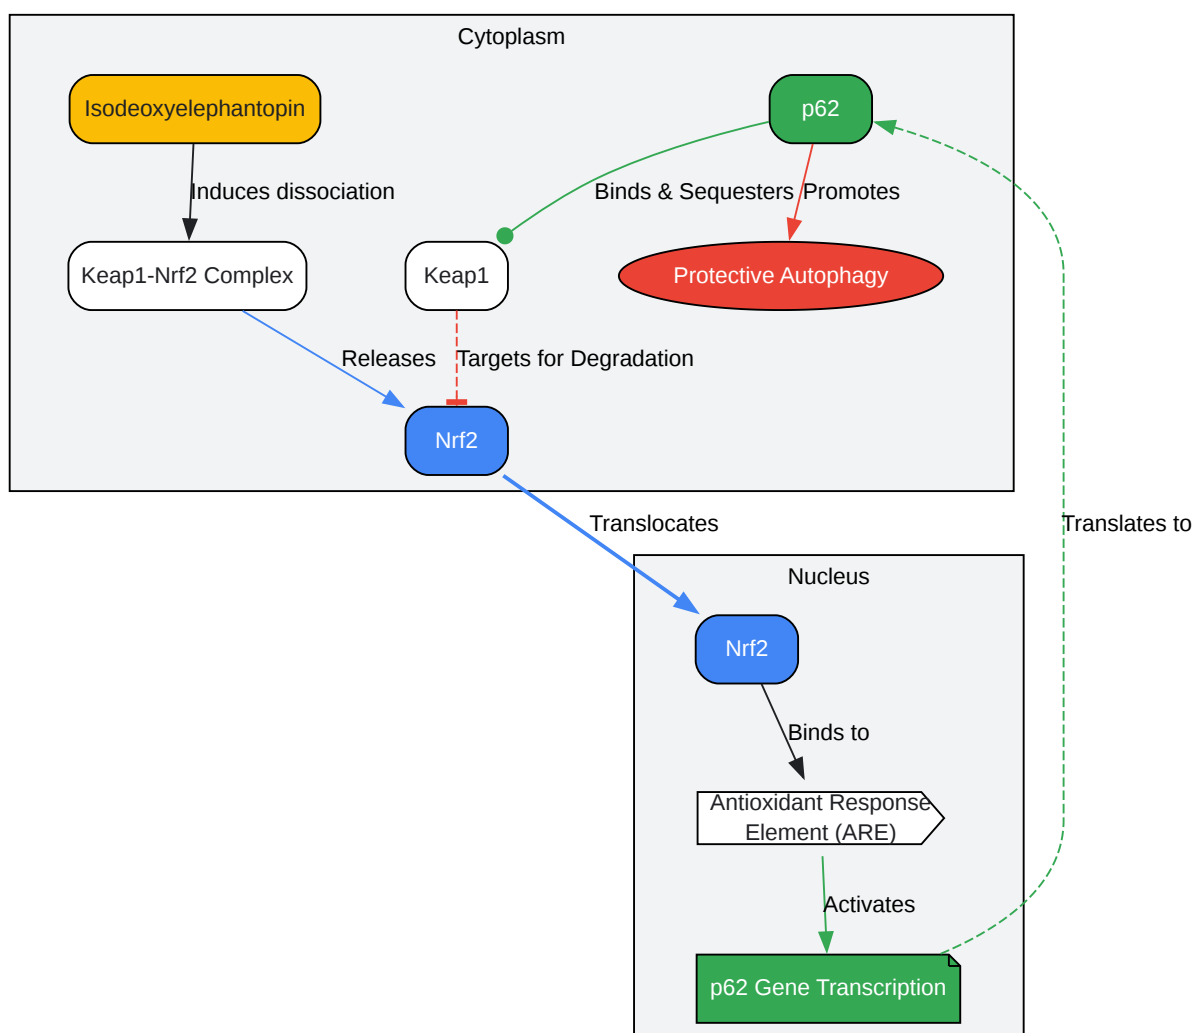 Cytoplasm
Isodeoxyelephantopin
p62
Induces dissociation
Binds & Sequesters
Promotes
Keap1-Nrf2 Complex
Keap1
Protective Autophagy
Releases
Targets for Degradation
Nrf2
Translocates
Translates to
Nucleus
Nrf2
Binds to
Antioxidant Response
Element (ARE)
Activates
p62 Gene Transcription